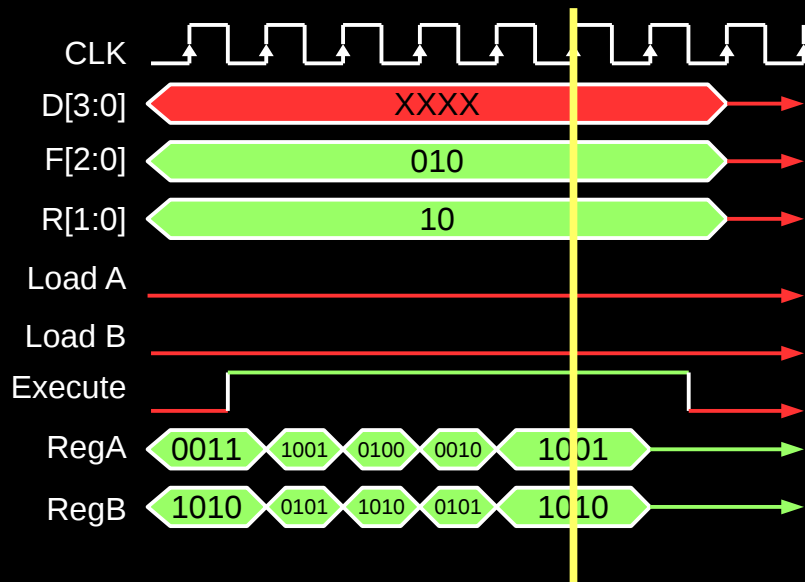 CLK
D[3:0] XXXX
F[2:0] 010
R[1:0] 10
Load A
Load B
Execute
RegA 0011 1001 0100 0010 1001
RegB 1010 0101 1010 0101 1010